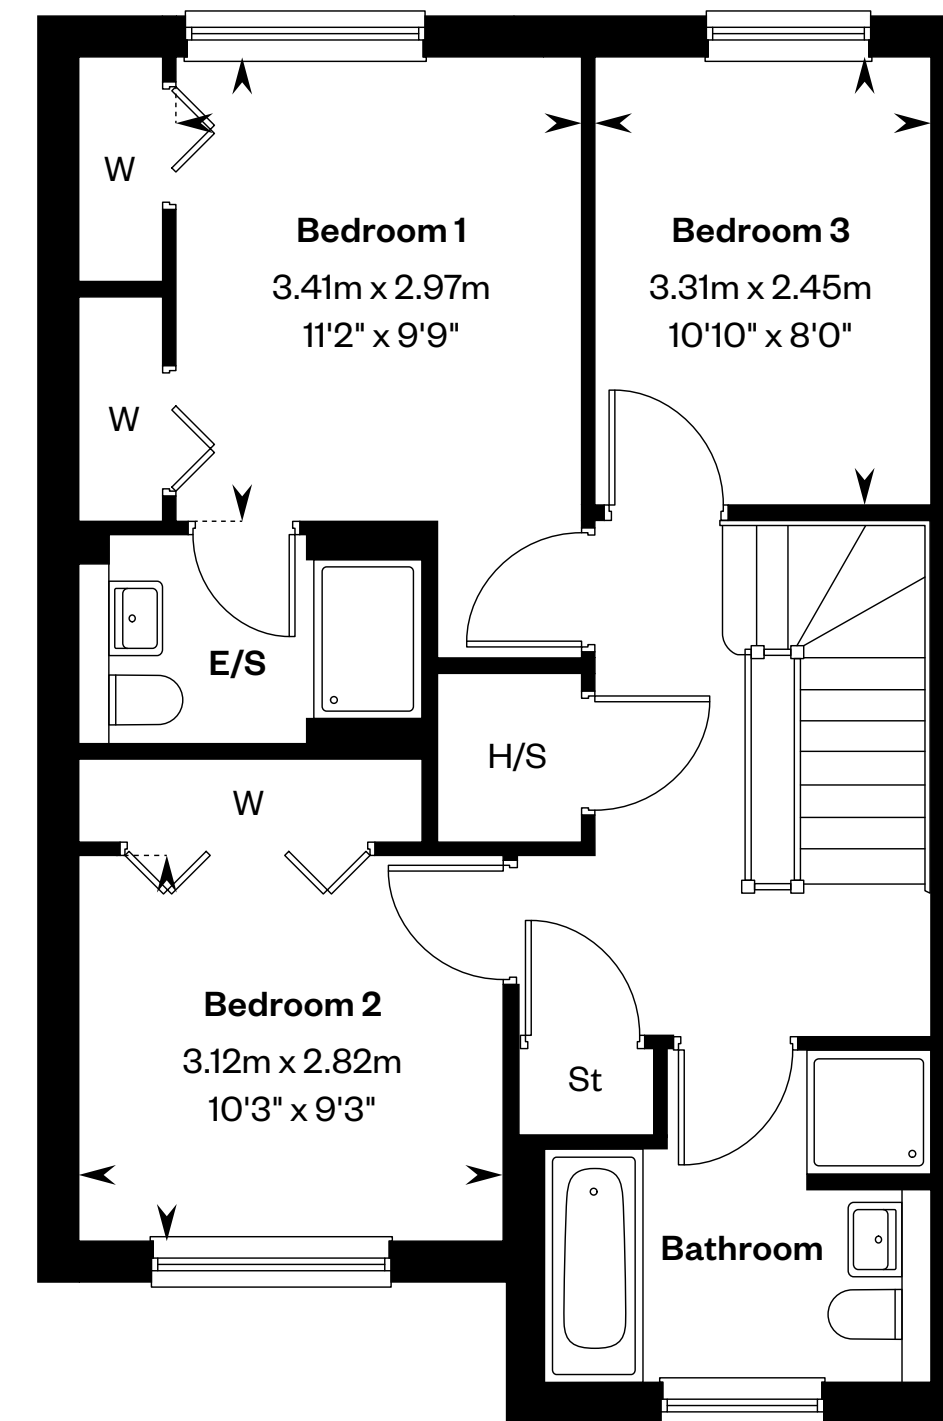 W
Bedroom 1
3.41m x 2.97m
11'2" x 9'9"
Bedroom 3
3.31m x 2.45m
10'10" x 8'0"
W
E/S
H/S
W
Bedroom 2
3.12m x 2.82m
10'3" x 9'3"
St
Bathroom